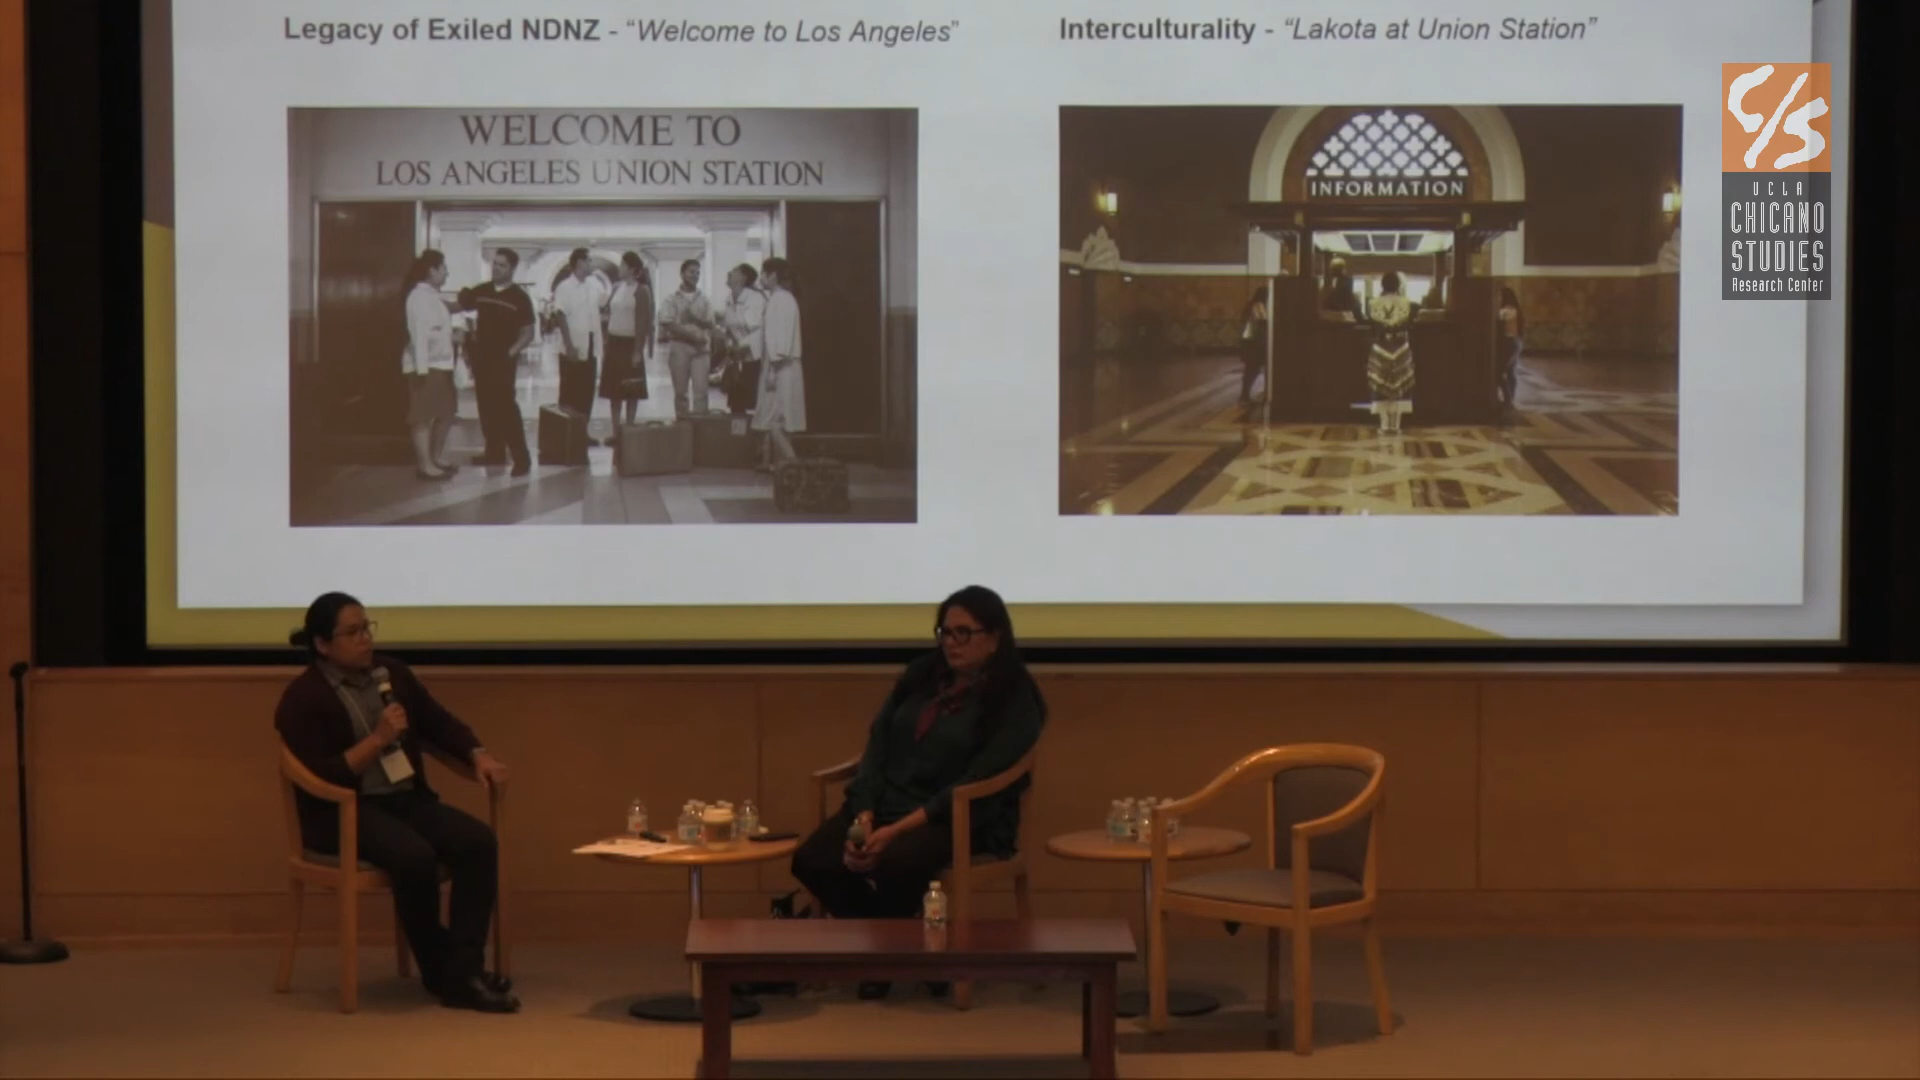 Legacy of Exiled NDNZ - “Welcome to Los Angeles”
Interculturality - “Lakota at Union Station”
WELCOME TO
LOS ANGELES UNION STATION
INFORMATION
C/S
UCLA
CHICANO
STUDIES
Research Center